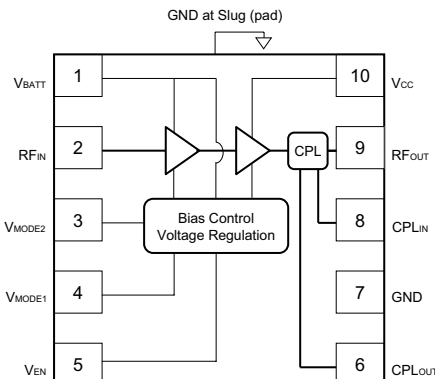 GND at Slug (pad)
VBATT 1
10 VCC
RFIN 2
CPL
9 RFOUT
VMODE2 3
Bias Control
Voltage Regulation
8 CPLIN
VMODE1 4
7 GND
VEN 5
6 CPLOUT